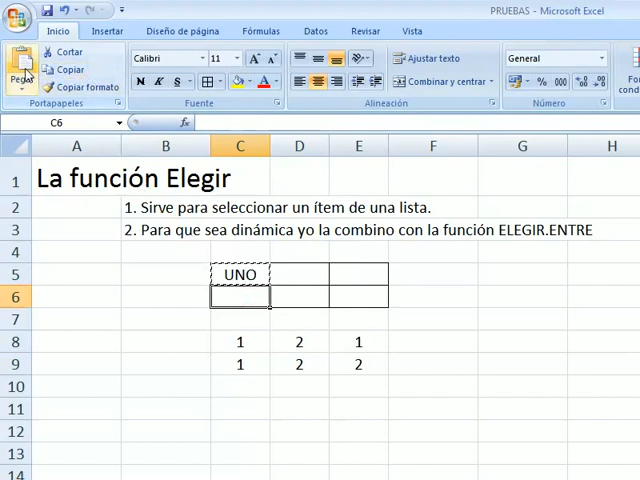 PRUEBAS - Microsoft Excel
Inicio Insertar Diseño de página Fórmulas Datos Revisar Vista
Cortar
Copiar
Copiar formato
Pegar
Portapapeles
Calibri 11
N K S
Fuente
Ajustar texto
Combinar y centrar
Alineación
General
% 000
Número
C6 fx
A B C D E F G H
1 La función Elegir
2 1. Sirve para seleccionar un ítem de una lista.
3 2. Para que sea dinámica yo la combino con la función ELEGIR.ENTRE
4
5 UNO
6
7
8 1 2 1
9 1 2 2
10
11
12
13
14